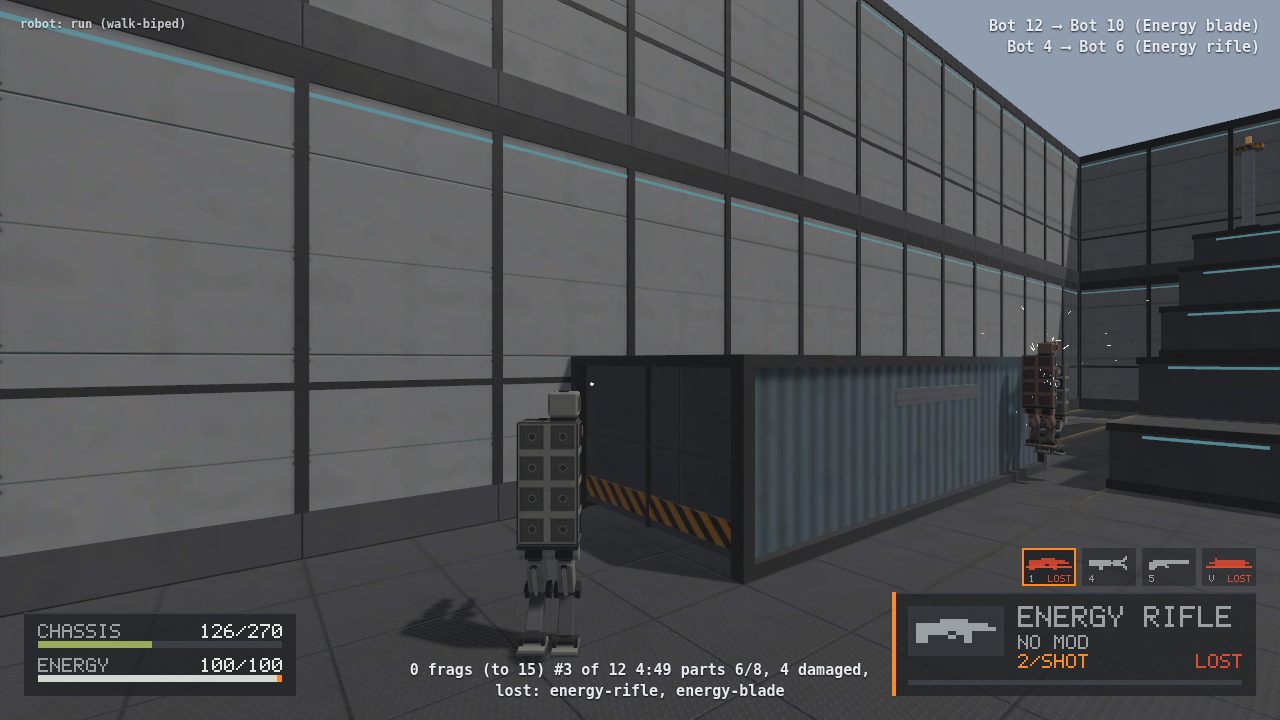 robot: run (walk-biped)
Bot 12 → Bot 10 (Energy blade)
Bot 4 → Bot 6 (Energy rifle)
1 LOST
4
5
V LOST
CHASSIS 126/270
ENERGY 100/100
ENERGY RIFLE
NO MOD
2/SHOT LOST
0 frags (to 15) #3 of 12 4:49 parts 6/8, 4 damaged,
lost: energy-rifle, energy-blade